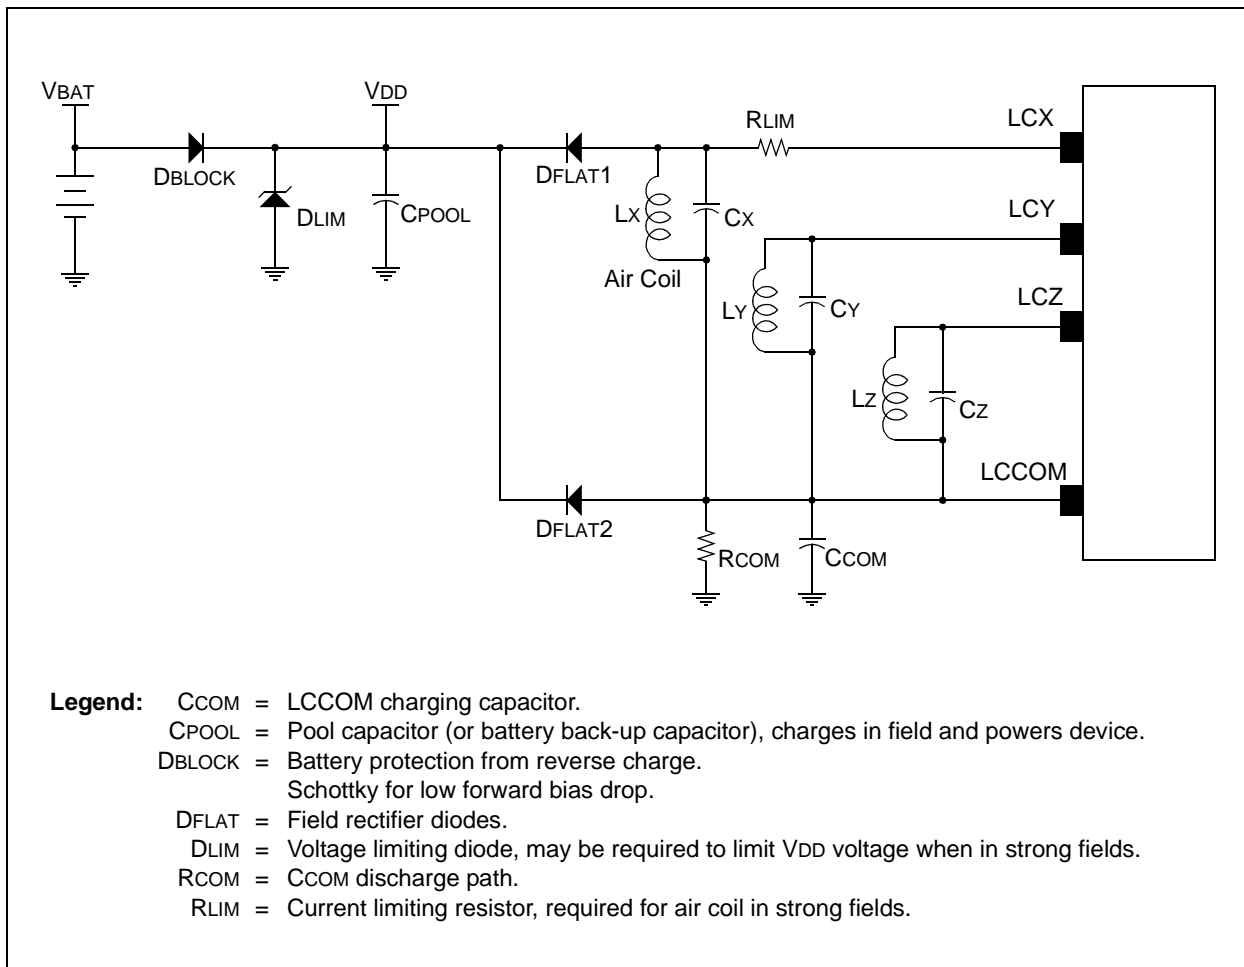 VBAT
VDD
RLIM
LCX
DBLOCK
DFLAT1
DLIM
CPOOL
LX
CX
LCY
Air Coil
LCZ
LY
CY
LZ
CZ
LCCOM
DFLAT2
RCOM
CCOM
Legend: CCOM = LCCOM charging capacitor.
CPOOL = Pool capacitor (or battery back-up capacitor), charges in field and powers device.
DBLOCK = Battery protection from reverse charge.
Schottky for low forward bias drop.
DFLAT = Field rectifier diodes.
DLIM = Voltage limiting diode, may be required to limit VDD voltage when in strong fields.
RCOM = CCOM discharge path.
RLIM = Current limiting resistor, required for air coil in strong fields.